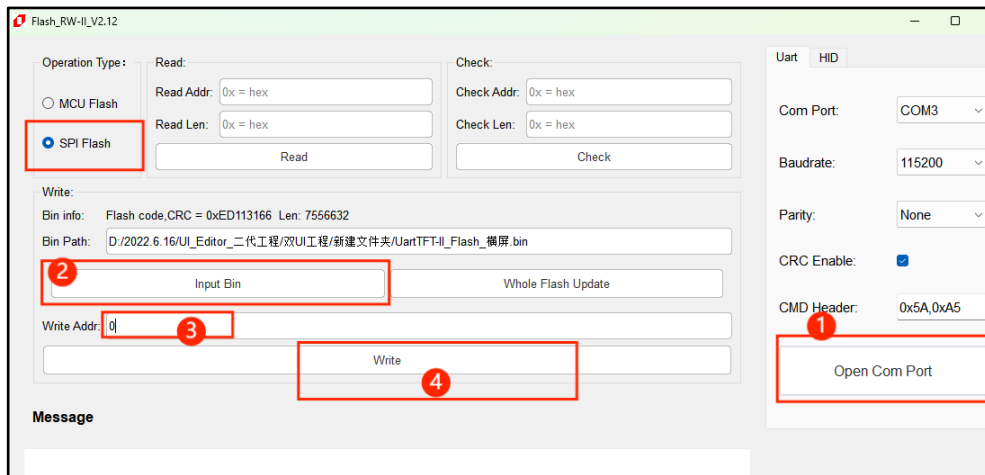 Flash_RW-II_V2.12
Operation Type:
MCU Flash
SPI Flash
Read:
Read Addr: 0x = hex
Read Len: 0x = hex
Read
Check:
Check Addr: 0x = hex
Check Len: 0x = hex
Check
Write:
Bin info: Flash code,CRC = 0xED113166 Len: 7556632
Bin Path: D:/2022.6.16/UI_Editor_二代工程/双UI工程/新建文件夹/UartTFT-II_Flash_橫屏.bin
2
Input Bin
Whole Flash Update
Write Addr: 0
3
Write
4
Message
Uart HID
Com Port: COM3
Baudrate: 115200
Parity: None
CRC Enable:
CMD Header: 0x5A,0xA5
1
Open Com Port